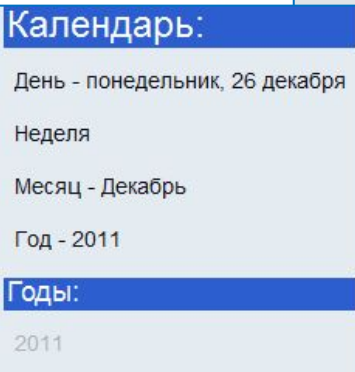 Календарь:
День - понедельник, 26 декабря
Неделя
Месяц - Декабрь
Год - 2011
Годы:
2011